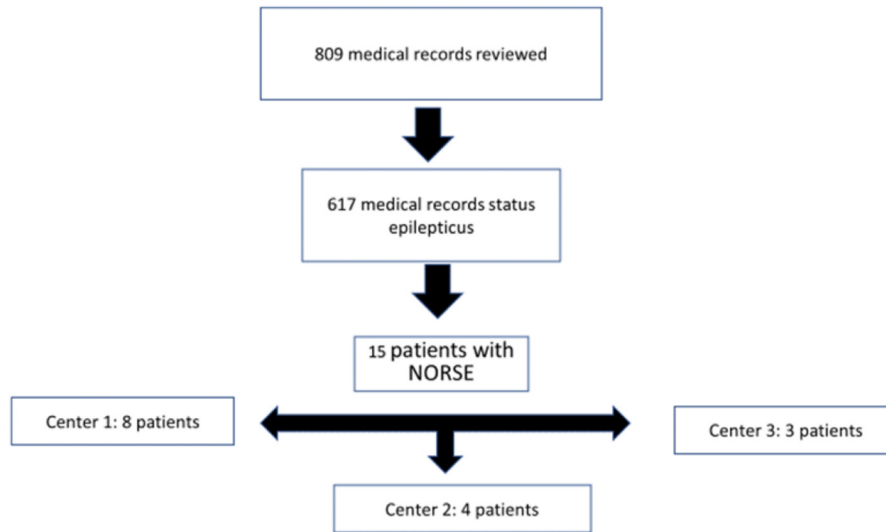 809 medical records reviewed
617 medical records status
epilepticus
15 patients with
NORSE
Center 1: 8 patients
Center 3: 3 patients
Center 2: 4 patients